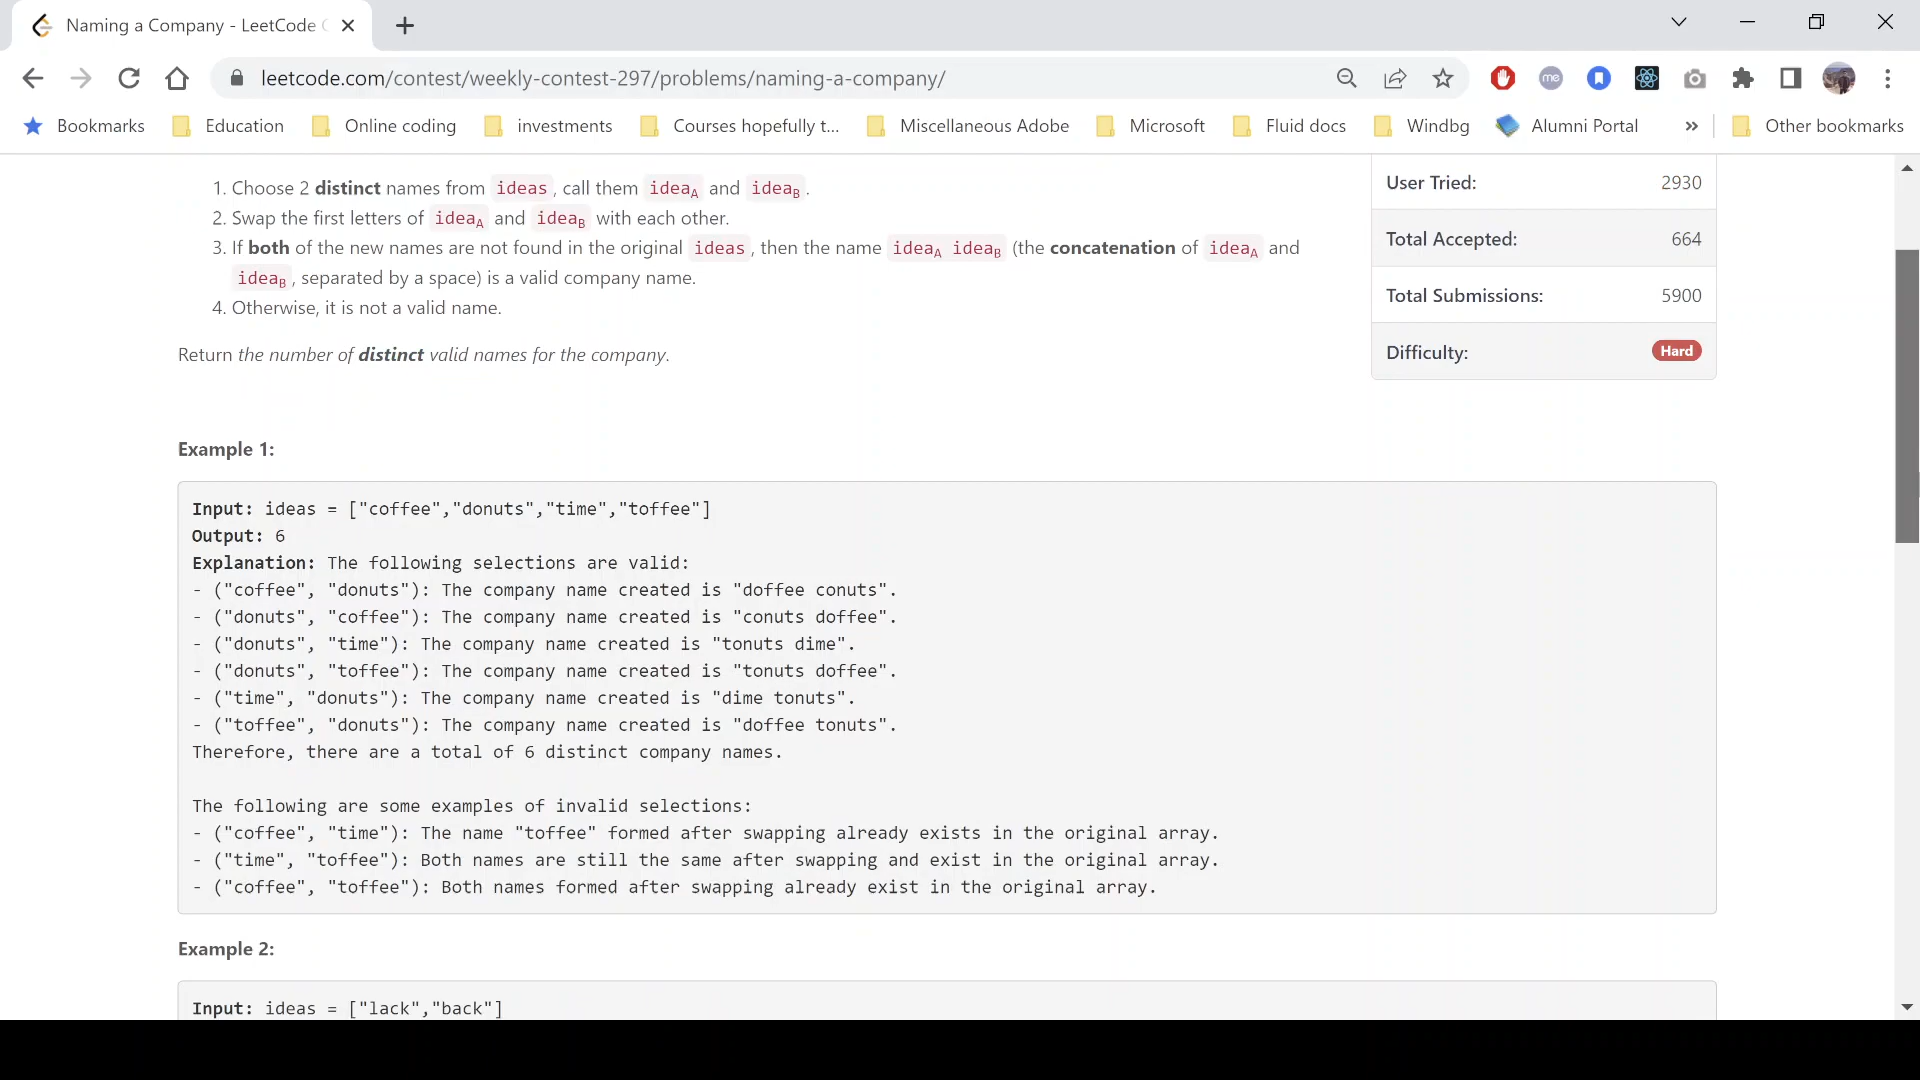 Naming a Company - LeetCode C
leetcode.com/contest/weekly-contest-297/problems/naming-a-company/
me
Bookmarks Education Online coding investments Courses hopefully t... Miscellaneous Adobe Microsoft Fluid docs Windbg Alumni Portal » Other bookmarks
1. Choose 2 distinct names from ideas, call them ideaA and ideaB.
2. Swap the first letters of ideaA and ideaB with each other.
3. If both of the new names are not found in the original ideas, then the name ideaA ideaB (the concatenation of ideaA and
ideaB, separated by a space) is a valid company name.
4. Otherwise, it is not a valid name.
Return the number of distinct valid names for the company.
User Tried: 2930
Total Accepted: 664
Total Submissions: 5900
Difficulty: Hard
Example 1:
Input: ideas = ["coffee","donuts","time","toffee"]
Output: 6
Explanation: The following selections are valid:
- ("coffee", "donuts"): The company name created is "doffee conuts".
- ("donuts", "coffee"): The company name created is "conuts doffee".
- ("donuts", "time"): The company name created is "tonuts dime".
- ("donuts", "toffee"): The company name created is "tonuts doffee".
- ("time", "donuts"): The company name created is "dime tonuts".
- ("toffee", "donuts"): The company name created is "doffee tonuts".
Therefore, there are a total of 6 distinct company names.
The following are some examples of invalid selections:
- ("coffee", "time"): The name "toffee" formed after swapping already exists in the original array.
- ("time", "toffee"): Both names are still the same after swapping and exist in the original array.
- ("coffee", "toffee"): Both names formed after swapping already exist in the original array.
Example 2:
Input: ideas = ["lack","back"]